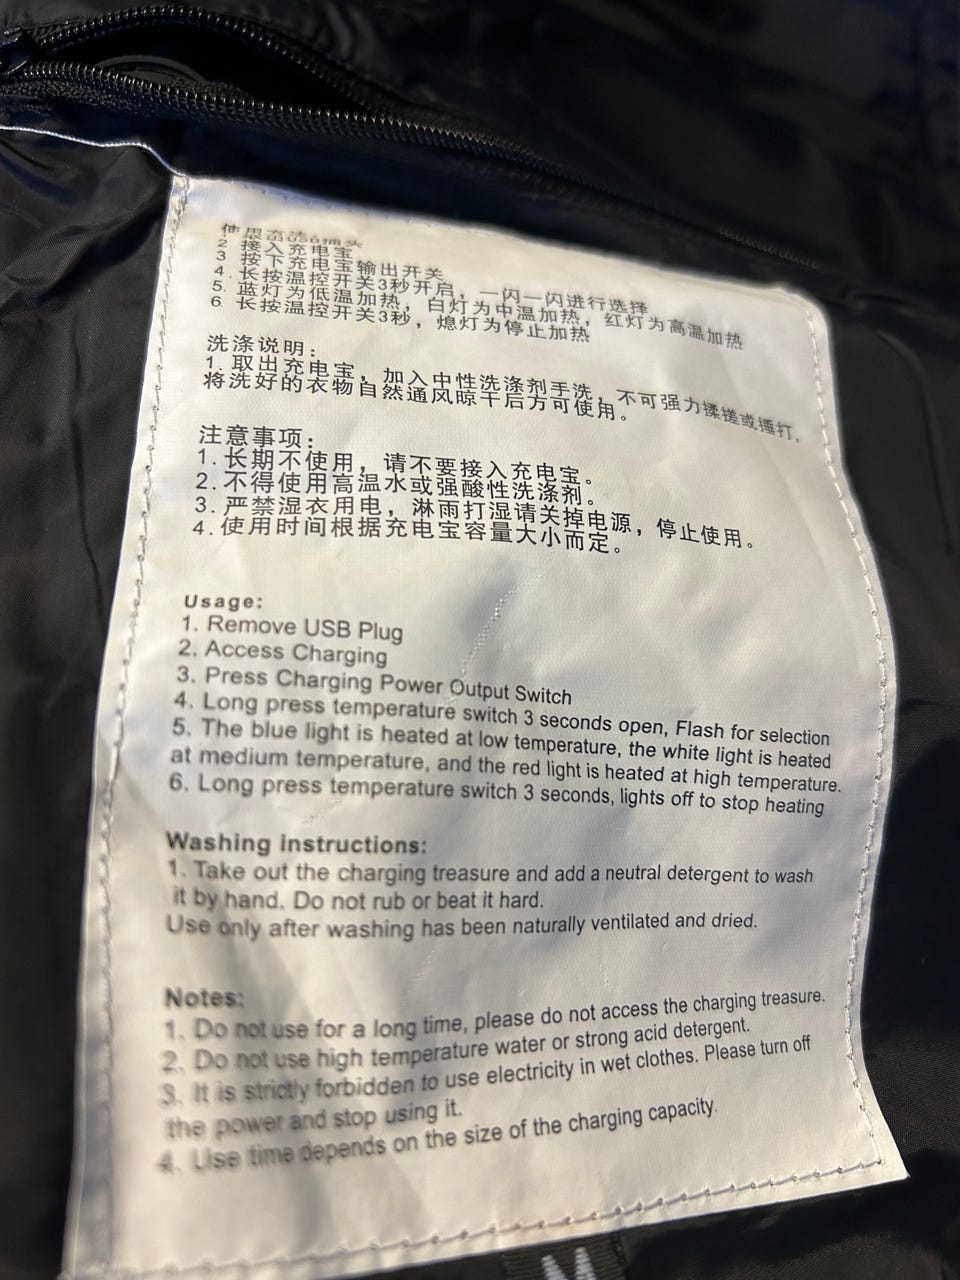 2 接入充电宝
3 按下充电宝输出开关
4. 长按温控开关3秒开启，一闪一闪进行选择
5. 蓝灯为低温加热，白灯为中温加热，红灯为高温加热
6. 长按温控开关3秒，熄灯为停止加热
洗涤说明：
1. 取出充电宝，加入中性洗涤剂手洗，不可强力揉搓或捶打，
将洗好的衣物自然通风晾干后方可使用。
注意事项：
1. 长期不使用，请不要接入充电宝。
2. 不得使用高温水或强酸性洗涤剂。
3. 严禁湿衣用电，淋雨打湿请关掉电源，停止使用。
4. 使用时间根据充电宝容量大小而定。
Usage:
1. Remove USB Plug
2. Access Charging
3. Press Charging Power Output Switch
4. Long press temperature switch 3 seconds open, Flash for selection
5. The blue light is heated at low temperature, the white light is heated
at medium temperature, and the red light is heated at high temperature.
6. Long press temperature switch 3 seconds, lights off to stop heating
Washing instructions:
1. Take out the charging treasure and add a neutral detergent to wash
it by hand. Do not rub or beat it hard.
Use only after washing has been naturally ventilated and dried.
Notes:
1. Do not use for a long time, please do not access the charging treasure.
2. Do not use high temperature water or strong acid detergent.
3. It is strictly forbidden to use electricity in wet clothes. Please turn off
the power and stop using it.
4. Use time depends on the size of the charging capacity.
M